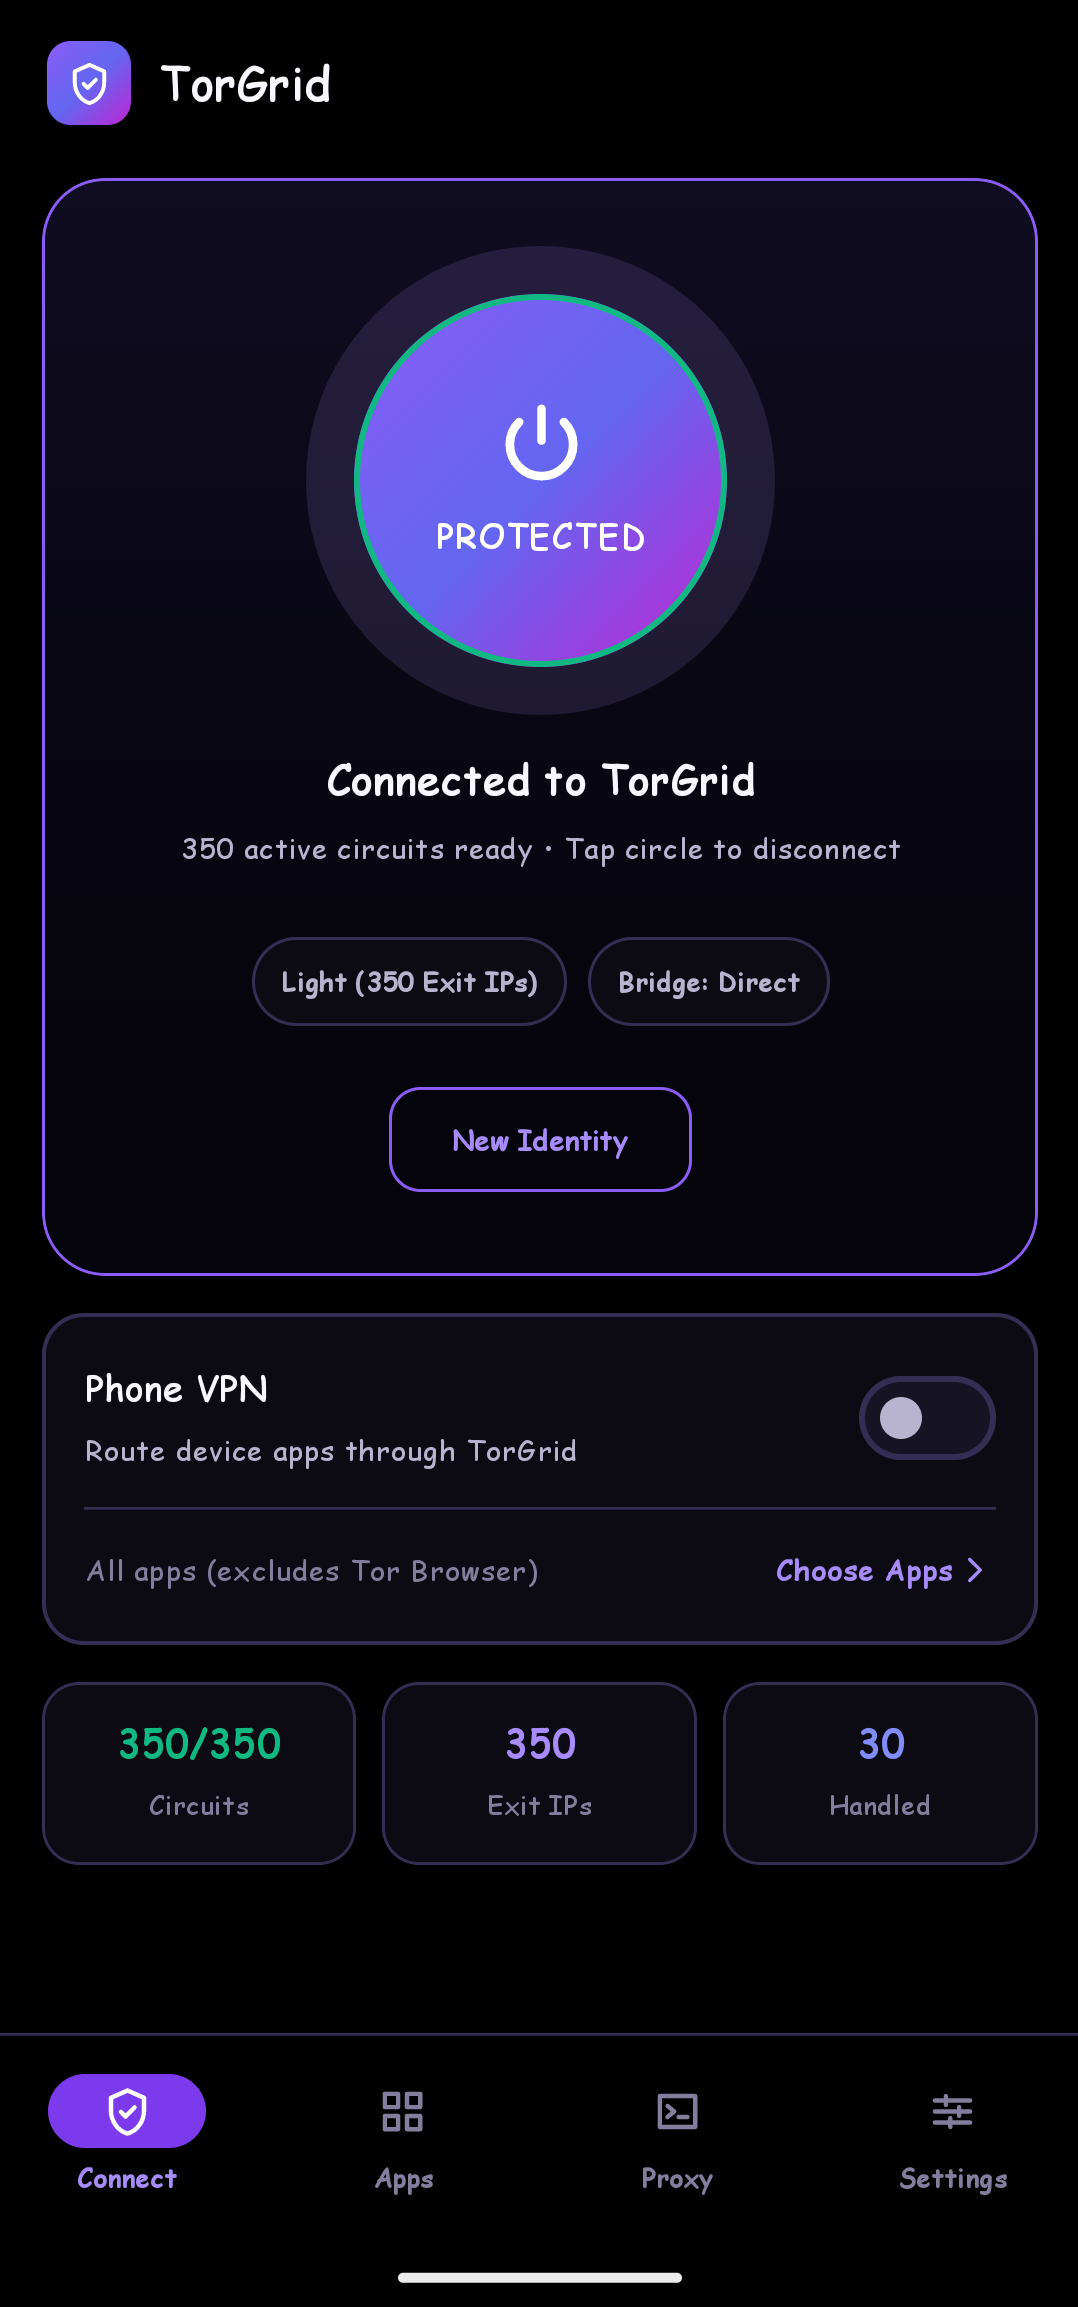 TorGrid
PROTECTED
Connected to TorGrid
350 active circuits ready • Tap circle to disconnect
Light (350 Exit IPs)
Bridge: Direct
New Identity
Phone VPN
Route device apps through TorGrid
All apps (excludes Tor Browser)
Choose Apps
350/350
Circuits
350
Exit IPs
30
Handled
Connect
Apps
Proxy
Settings